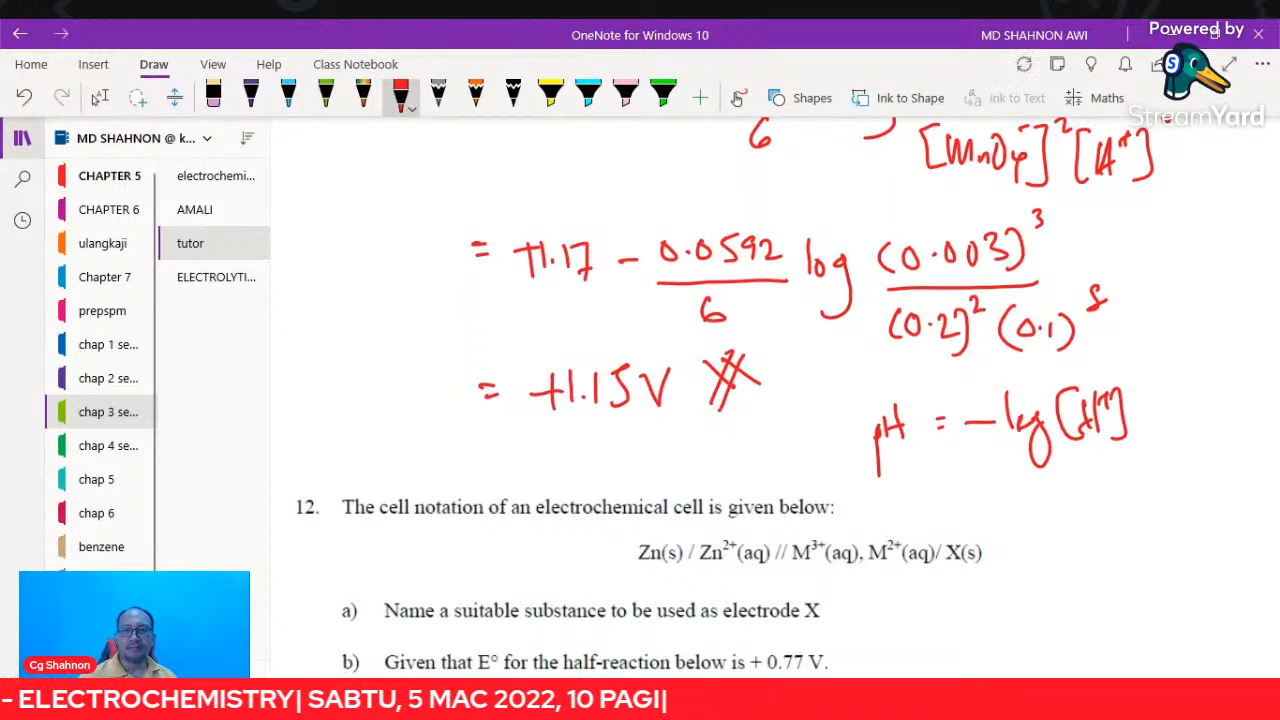 OneNote for Windows 10
MD SHAHNON AWI
Powered by
StreamYard
Home Insert Draw View Help Class Notebook
Shapes Ink to Shape Ink to Text Maths
MD SHAHNON @ k...
CHAPTER 5
CHAPTER 6
ulangkaji
Chapter 7
prepspm
chap 1 se...
chap 2 se...
chap 3 se...
chap 4 se...
chap 5
chap 6
benzene
electrochemi...
AMALI
tutor
ELECTROLYTI...
6 [MnO₄⁻]² [H⁺]
= +1.17 − 0.0592/6 log (0.003)³/(0.2)² (0.1)⁸
= +1.15 V
pH = −log [H⁺]
12. The cell notation of an electrochemical cell is given below:
Zn(s) / Zn²⁺(aq) // M³⁺(aq), M²⁺(aq)/ X(s)
a) Name a suitable substance to be used as electrode X
b) Given that E° for the half-reaction below is + 0.77 V.
Cg Shahnon
- ELECTROCHEMISTRY| SABTU, 5 MAC 2022, 10 PAGI|